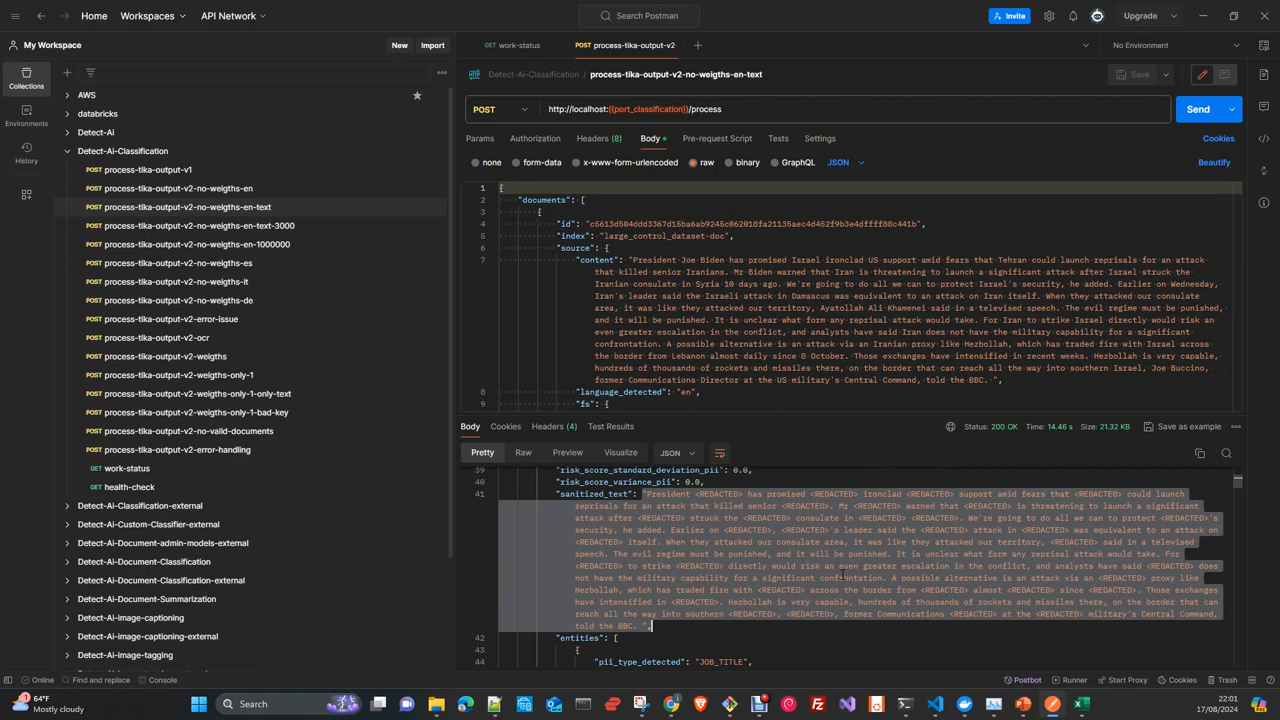 Home
Workspaces
API Network
Search Postman
Invite
Upgrade
My Workspace
New
Import
work-status
POST process-tika-output-v2
No Environment
Collections
Environments
History
AWS
databricks
Detect-Ai
Detect-Ai-Classification
POST process-tika-output-v1
POST process-tika-output-v2-no-weigths-en
POST process-tika-output-v2-no-weigths-en-text
POST process-tika-output-v2-no-weigths-en-text-3000
POST process-tika-output-v2-no-weigths-en-1000000
POST process-tika-output-v2-no-weigths-es
POST process-tika-output-v2-no-weigths-it
POST process-tika-output-v2-no-weigths-de
POST process-tika-output-v2-error-issue
POST process-tika-output-v2-ocr
POST process-tika-output-v2-weigths
POST process-tika-output-v2-weigths-only-1
POST process-tika-output-v2-weigths-only-1-only-text
POST process-tika-output-v2-weigths-only-1-bad-key
POST process-tika-output-v2-no-valid-documents
POST process-tika-output-v2-error-handling
GET work-status
GET health-check
Detect-Ai-Classification-external
Detect-Ai-Custom-Classifier-external
Detect-Ai-Document-admin-models-external
Detect-Ai-Document-Classification
Detect-Ai-Document-Classification-external
Detect-Ai-Document-Summarization
Detect-Ai-image-captioning
Detect-Ai-image-captioning-external
Detect-Ai-image-tagging
HTTP Detect-Ai-Classification / process-tika-output-v2-no-weigths-en-text
Save
POST http://localhost:{{port_classification}}/process
Send
Params Authorization Headers (8) Body Pre-request Script Tests Settings
Cookies
none form-data x-www-form-urlencoded raw binary GraphQL JSON
Beautify
1 {
2 "documents": [
3 {
4 "id": "c5613d504ddd3367d15ba6ab9245c062018fa21135aec4d452f9b3e4dffff88c441b",
5 "index": "large_control_dataset-doc",
6 "source": {
7 "content": "President Joe Biden has promised Israel ironclad US support amid fears that Tehran could launch reprisals for an attack
that killed senior Iranians. Mr Biden warned that Iran is threatening to launch a significant attack after Israel struck the
Iranian consulate in Syria 10 days ago. We're going to do all we can to protect Israel's security, he added. Earlier on Wednesday,
Iran's leader said the Israeli attack in Damascus was equivalent to an attack on Iran itself. When they attacked our consulate
area, it was like they attacked our territory, Ayatollah Ali Khamenei said in a televised speech. The evil regime must be punished,
and it will be punished. It is unclear what form any reprisal attack would take. For Iran to strike Israel directly would risk an
even greater escalation in the conflict, and analysts have said Iran does not have the military capability for a significant
confrontation. A possible alternative is an attack via an Iranian proxy like Hezbollah, which has traded fire with Israel across
the border from Lebanon almost daily since 8 October. Those exchanges have intensified in recent weeks. Hezbollah is very capable,
hundreds of thousands of rockets and missiles there, on the border that can reach all the way into southern Israel, Joe Buccino,
former Communications Director at the US military's Central Command, told the BBC. ",
8 "language_detected": "en",
9 "fs": {
Body Cookies Headers (4) Test Results
Status: 200 OK Time: 14.46 s Size: 21.32 KB Save as example
Pretty Raw Preview Visualize JSON
39 "risk_score_standard_deviation_pii": 0.0,
40 "risk_score_variance_pii": 0.0,
41 "sanitized_text": "President <REDACTED> has promised <REDACTED> ironclad <REDACTED> support amid fears that <REDACTED> could launch
reprisals for an attack that killed senior <REDACTED>. Mr <REDACTED> warned that <REDACTED> is threatening to launch a significant
attack after <REDACTED> struck the <REDACTED> consulate in <REDACTED> <REDACTED>. We're going to do all we can to protect <REDACTED>'s
security, he added. Earlier on <REDACTED>, <REDACTED>'s leader said the <REDACTED> attack in <REDACTED> was equivalent to an attack on
<REDACTED> itself. When they attacked our consulate area, it was like they attacked our territory, <REDACTED> said in a televised
speech. The evil regime must be punished, and it will be punished. It is unclear what form any reprisal attack would take. For
<REDACTED> to strike <REDACTED> directly would risk an even greater escalation in the conflict, and analysts have said <REDACTED> does
not have the military capability for a significant confrontation. A possible alternative is an attack via an <REDACTED> proxy like
Hezbollah, which has traded fire with <REDACTED> across the border from <REDACTED> almost <REDACTED> since <REDACTED>. Those exchanges
have intensified in <REDACTED>. Hezbollah is very capable, hundreds of thousands of rockets and missiles there, on the border that can
reach all the way into southern <REDACTED>, <REDACTED>, former Communications <REDACTED> at the <REDACTED> military's Central Command,
told the BBC. ",
42 "entities": [
43 {
44 "pii_type_detected": "JOB_TITLE",
Online Find and replace Console
Postbot Runner Start Proxy Cookies Trash
64°F
Mostly cloudy
Search
22:01
17/08/2024